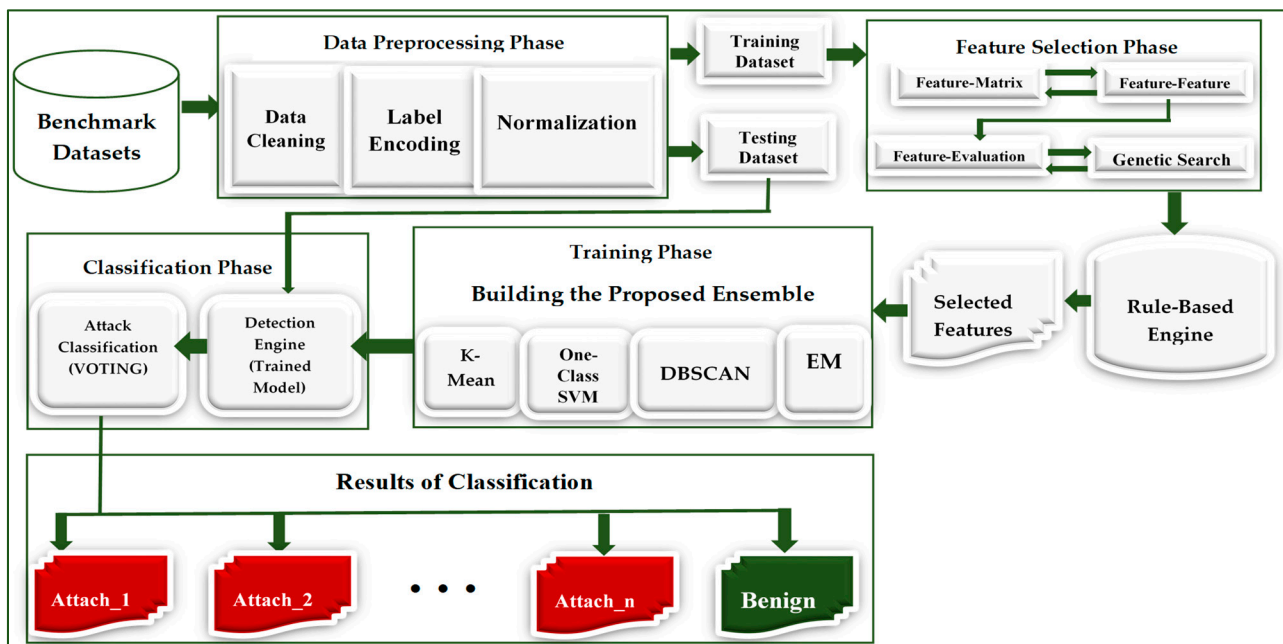 Data Preprocessing Phase
Training
Dataset
Feature Selection Phase
Benchmark
Datasets
Data
Cleaning
Label
Encoding
Normalization
Testing
Dataset
Feature-Matrix
Feature-Feature
Feature-Evaluation
Genetic Search
Classification Phase
Attack
Classification
(VOTING)
Detection
Engine
(Trained
Model)
Training Phase
Building the Proposed Ensemble
K-
Mean
One-
Class
SVM
DBSCAN
EM
Selected
Features
Rule-Based
Engine
Results of Classification
Attach_1
Attach_2
• • •
Attach_n
Benign